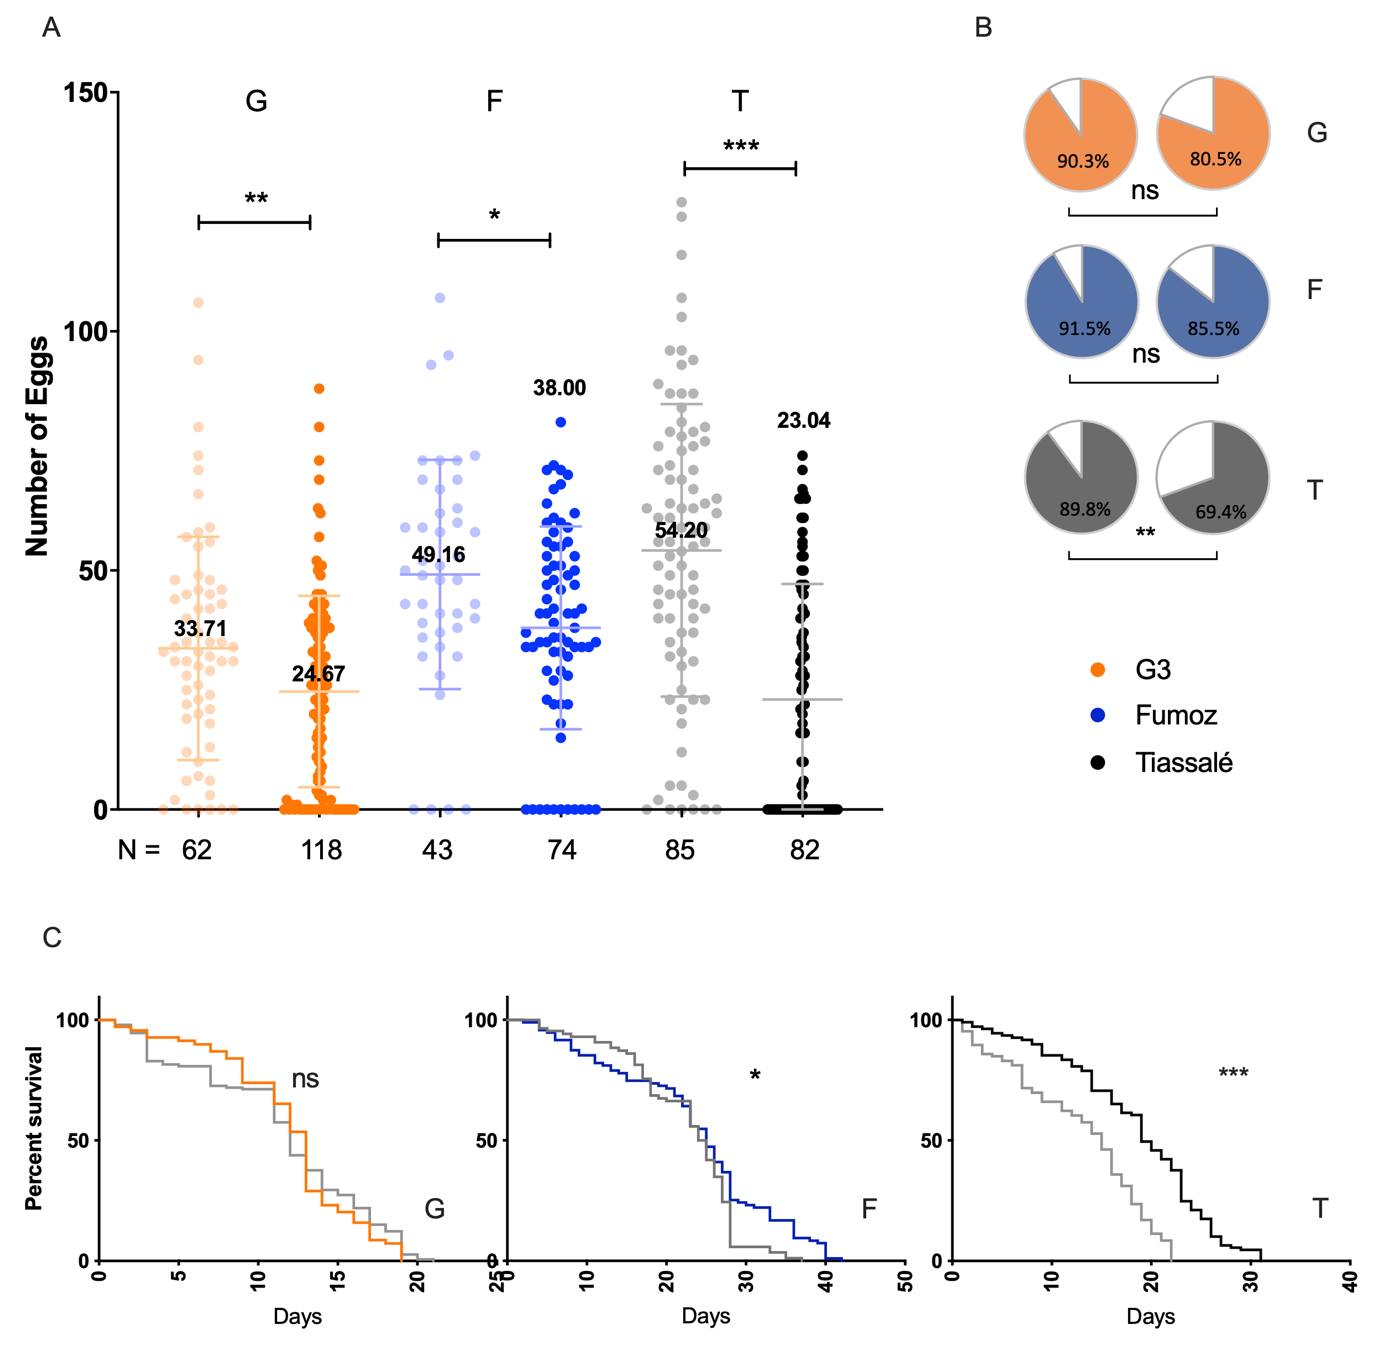 A
B
150
G
F
T
***
**
*
100
Number of Eggs
38.00
23.04
54.20
49.16
50
33.71
24.67
0
N = 62 118 43 74 85 82
90.3% 80.5%
G
ns
91.5% 85.5%
F
ns
89.8% 69.4%
T
**
G3
Fumoz
Tiassalé
C
Percent survival
100
50
0
ns
G
0 5 10 15 20 25
Days
100
50
0
*
F
0 10 20 30 40 50
Days
100
50
0
***
T
0 10 20 30 40
Days